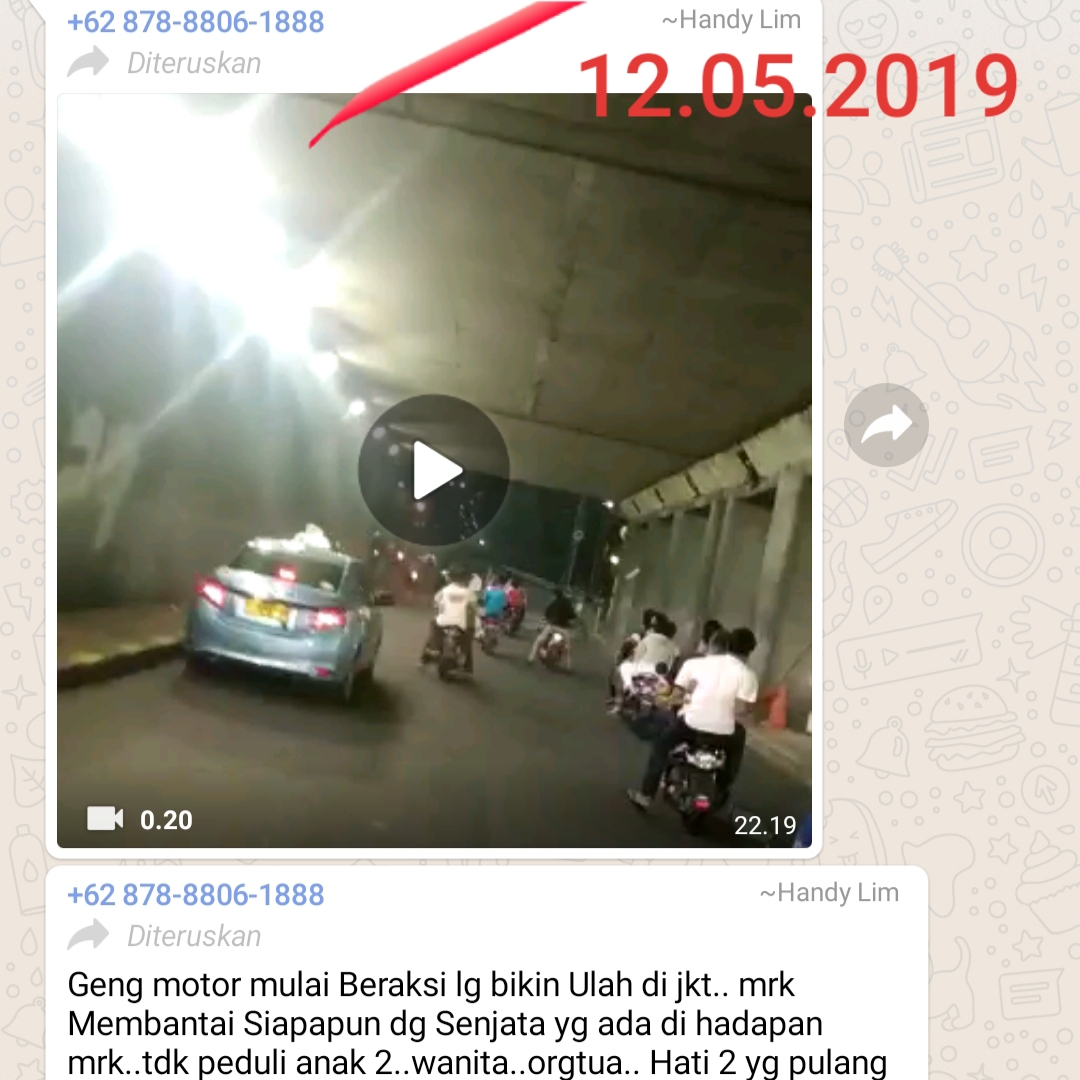 +62 878-8806-1888 ~Handy Lim
Diteruskan
12.05.2019
0.20
22.19
+62 878-8806-1888 ~Handy Lim
Diteruskan
Geng motor mulai Beraksi lg bikin Ulah di jkt.. mrk
Membantai Siapapun dg Senjata yg ada di hadapan
mrk..tdk peduli anak 2..wanita..orgtua.. Hati 2 yg pulang